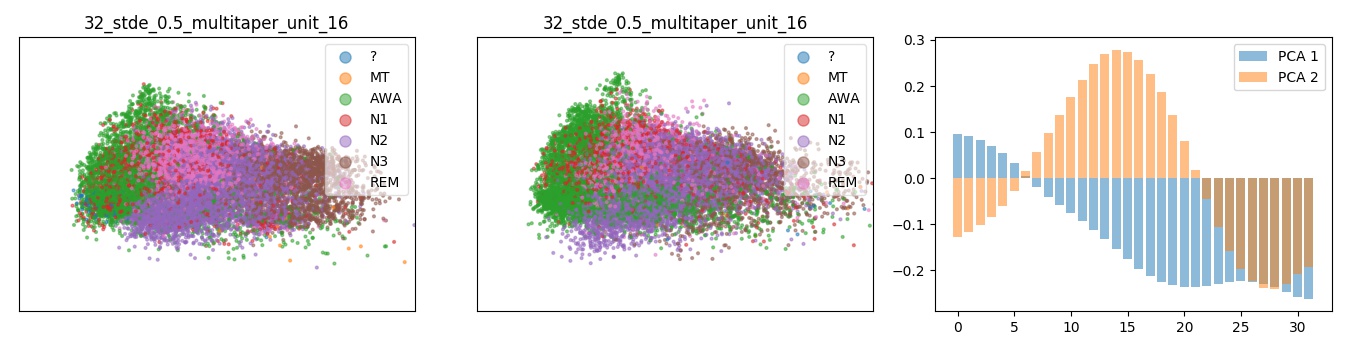 32_stde_0.5_multitaper_unit_16
?
MT
AWA
N1
N2
N3
REM
32_stde_0.5_multitaper_unit_16
?
MT
AWA
N1
N2
N3
REM
0.3
0.2
0.1
0.0
−0.1
−0.2
PCA 1
PCA 2
0 5 10 15 20 25 30